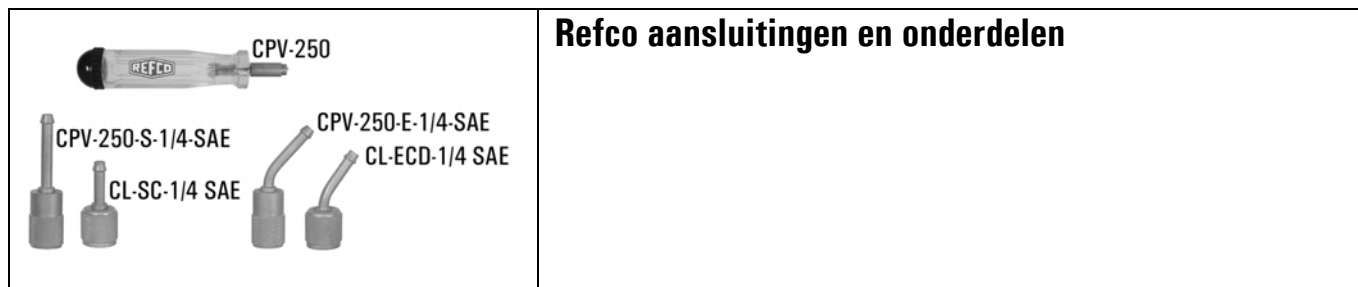 CPV-250
REFCO
CPV-250-S-1/4-SAE
CPV-250-E-1/4-SAE
CL-ECD-1/4 SAE
CL-SC-1/4 SAE
Refco aansluitingen en onderdelen